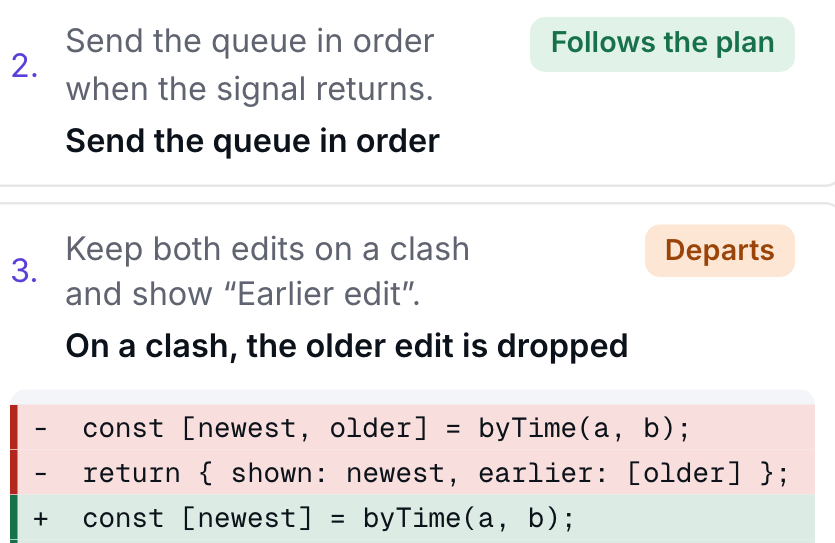 2.
Send the queue in order
when the signal returns.
Follows the plan
Send the queue in order
3.
Keep both edits on a clash
and show “Earlier edit”.
Departs
On a clash, the older edit is dropped
-  const [newest, older] = byTime(a, b);
-  return { shown: newest, earlier: [older] };
+  const [newest] = byTime(a, b);